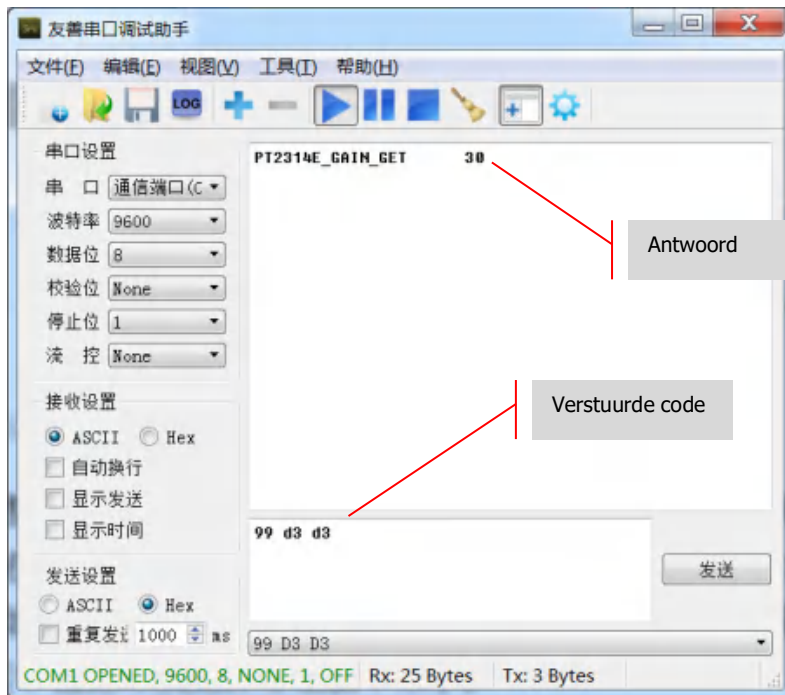 友善串口调试助手
文件(F) 编辑(E) 视图(V) 工具(T) 帮助(H)
LOG
串口设置
串 口 通信端口(C
波特率 9600
数据位 8
校验位 None
停止位 1
流 控 None
接收设置
ASCII Hex
自动换行
显示发送
显示时间
发送设置
ASCII Hex
重复发送 1000 ms
PT2314E_GAIN_GET 30
Antwoord
Verstuurde code
99 d3 d3
发送
99 D3 D3
COM1 OPENED, 9600, 8, NONE, 1, OFF Rx: 25 Bytes Tx: 3 Bytes